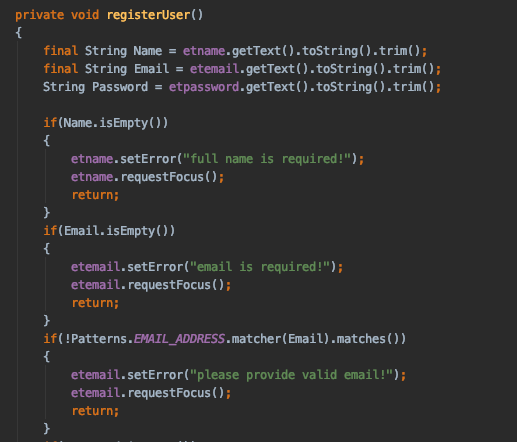 private void registerUser()
{
final String Name = etname.getText().toString().trim();
final String Email = etemail.getText().toString().trim();
String Password = etpassword.getText().toString().trim();
if(Name.isEmpty())
{
etname.setError("full name is required!");
etname.requestFocus();
return;
}
if(Email.isEmpty())
{
etemail.setError("email is required!");
etemail.requestFocus();
return;
}
if(!Patterns.EMAIL_ADDRESS.matcher(Email).matches())
{
etemail.setError("please provide valid email!");
etemail.requestFocus();
return;
}